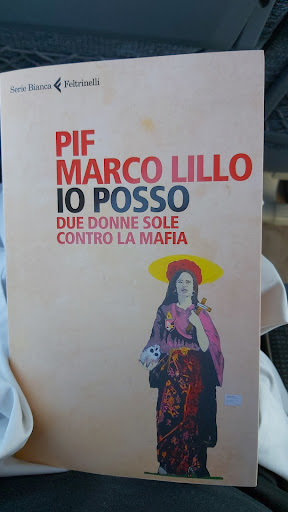 Serie Bianca Feltrinelli
PIF
MARCO LILLO
IO POSSO
DUE DONNE SOLE
CONTRO LA MAFIA